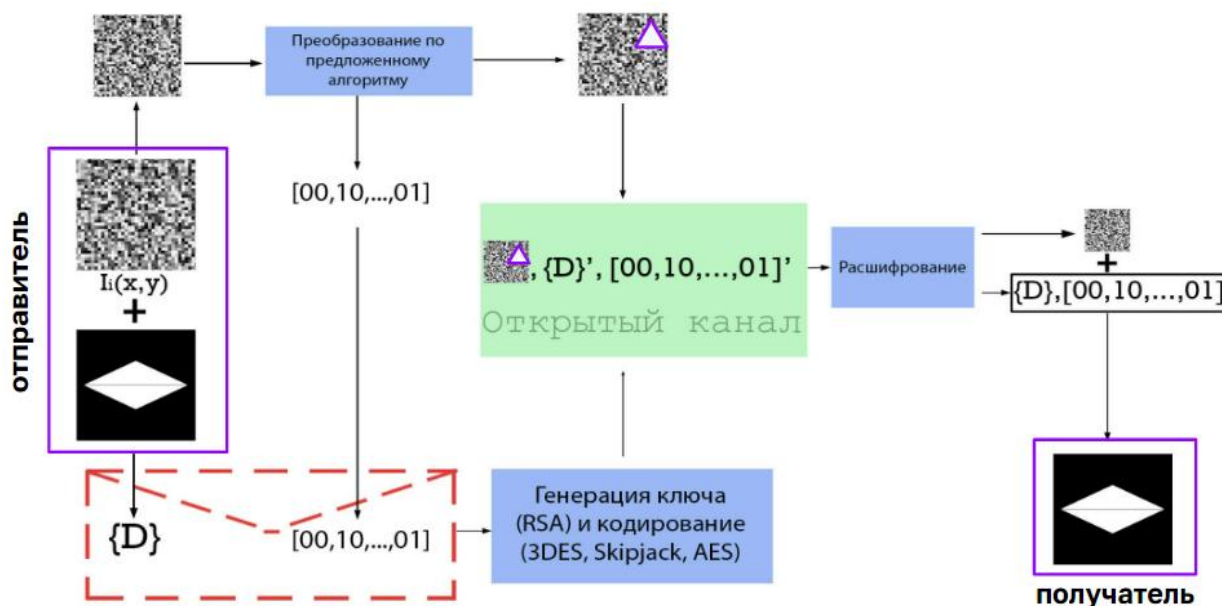 Преобразование по
предложенному
алгоритму
[00,10,...,01]
отправитель
Ii(x,y)
+
, {D}’, [00,10,...,01]’
Открытый канал
Расшифрование
+
{D},[00,10,...,01]
{D}
[00,10,...,01]
Генерация ключа
(RSA) и кодирование
(3DES, Skipjack, AES)
получатель